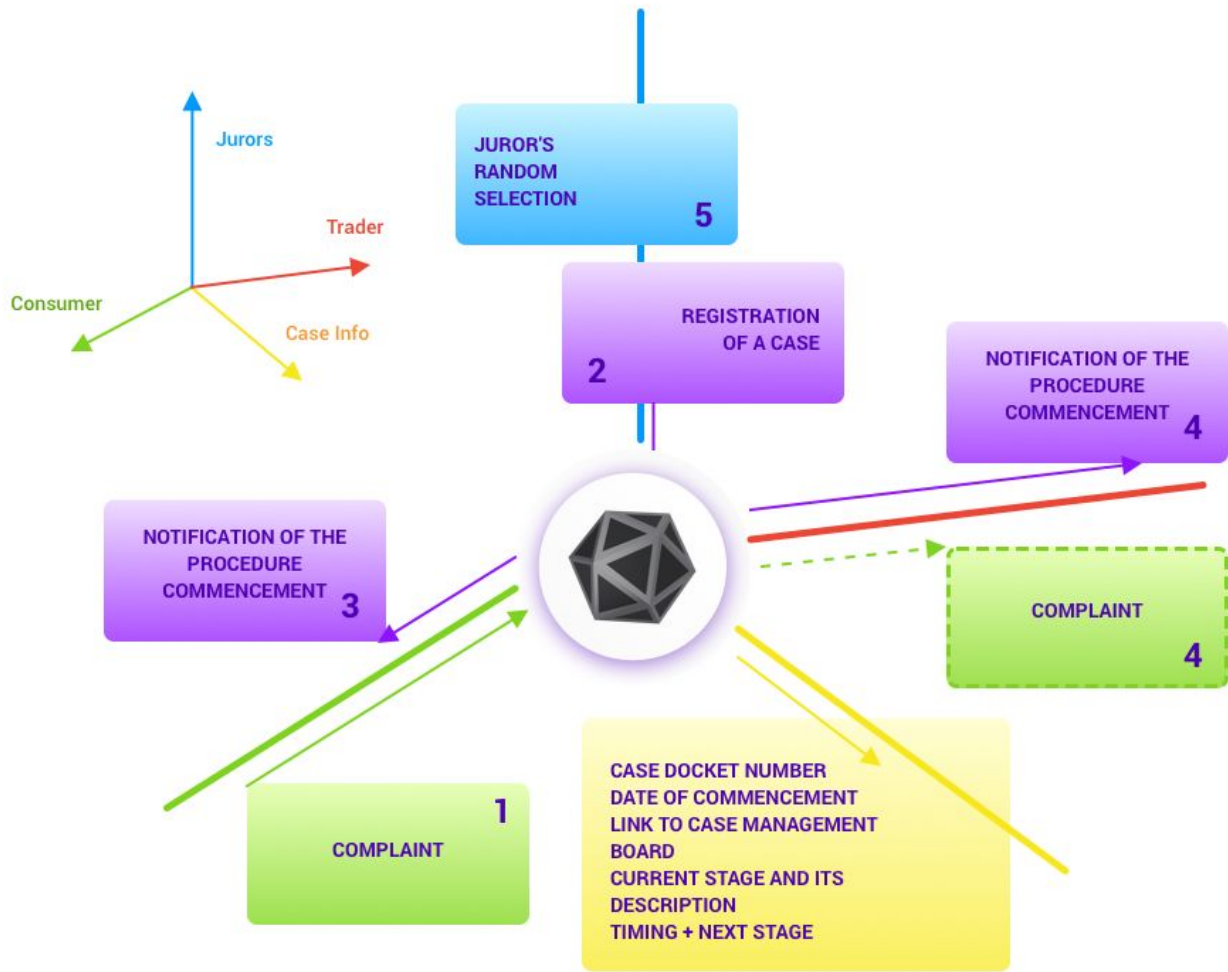 Jurors
Trader
Consumer
Case Info
JUROR'S
RANDOM
SELECTION
5
REGISTRATION
OF A CASE
2
NOTIFICATION OF THE
PROCEDURE
COMMENCEMENT
4
NOTIFICATION OF THE
PROCEDURE
COMMENCEMENT
3
COMPLAINT
4
1
COMPLAINT
CASE DOCKET NUMBER
DATE OF COMMENCEMENT
LINK TO CASE MANAGEMENT
BOARD
CURRENT STAGE AND ITS
DESCRIPTION
TIMING + NEXT STAGE